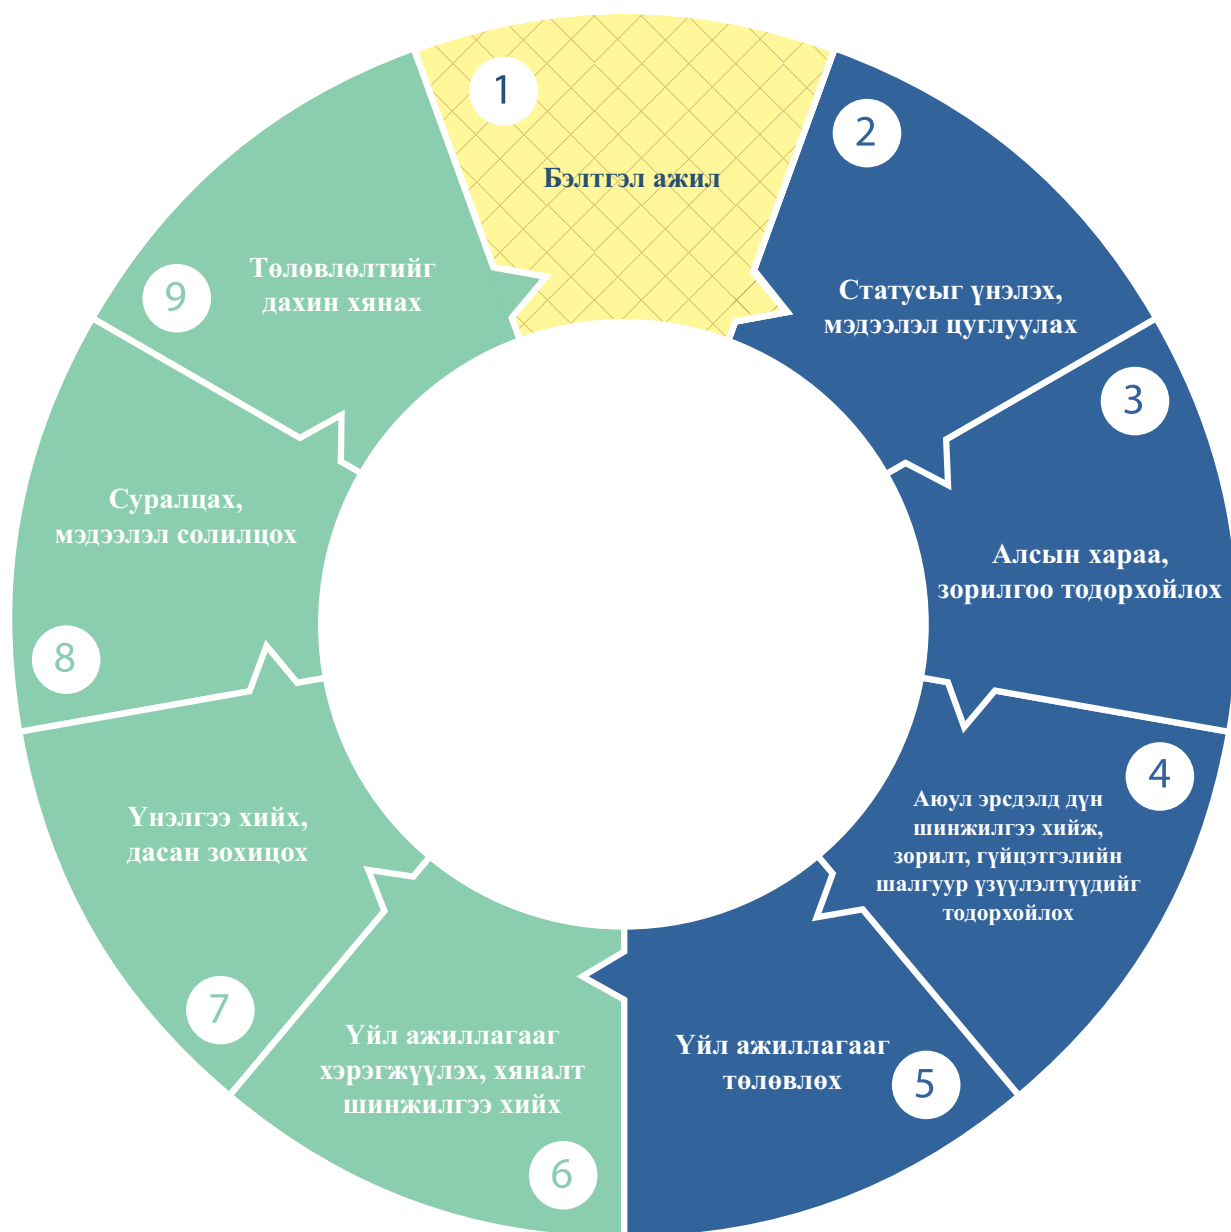 1
Бэлтгэл ажил
2
Статусыг үнэлэх,
мэдээлэл цуглуулах
3
Алсын хараа,
зорилгоо тодорхойлох
4
Аюул эрсдэлд дүн
шинжилгээ хийж,
зорилт, гүйцэтгэлийн
шалгуур үзүүлэлтүүдийг
тодорхойлох
5
Үйл ажиллагааг
төлөвлөх
6
Үйл ажиллагааг
хэрэгжүүлэх, хяналт
шинжилгээ хийх
7
Үнэлгээ хийх,
дасан зохицох
8
Суралцах,
мэдээлэл солилцох
9
Төлөвлөлтийг
дахин хянах